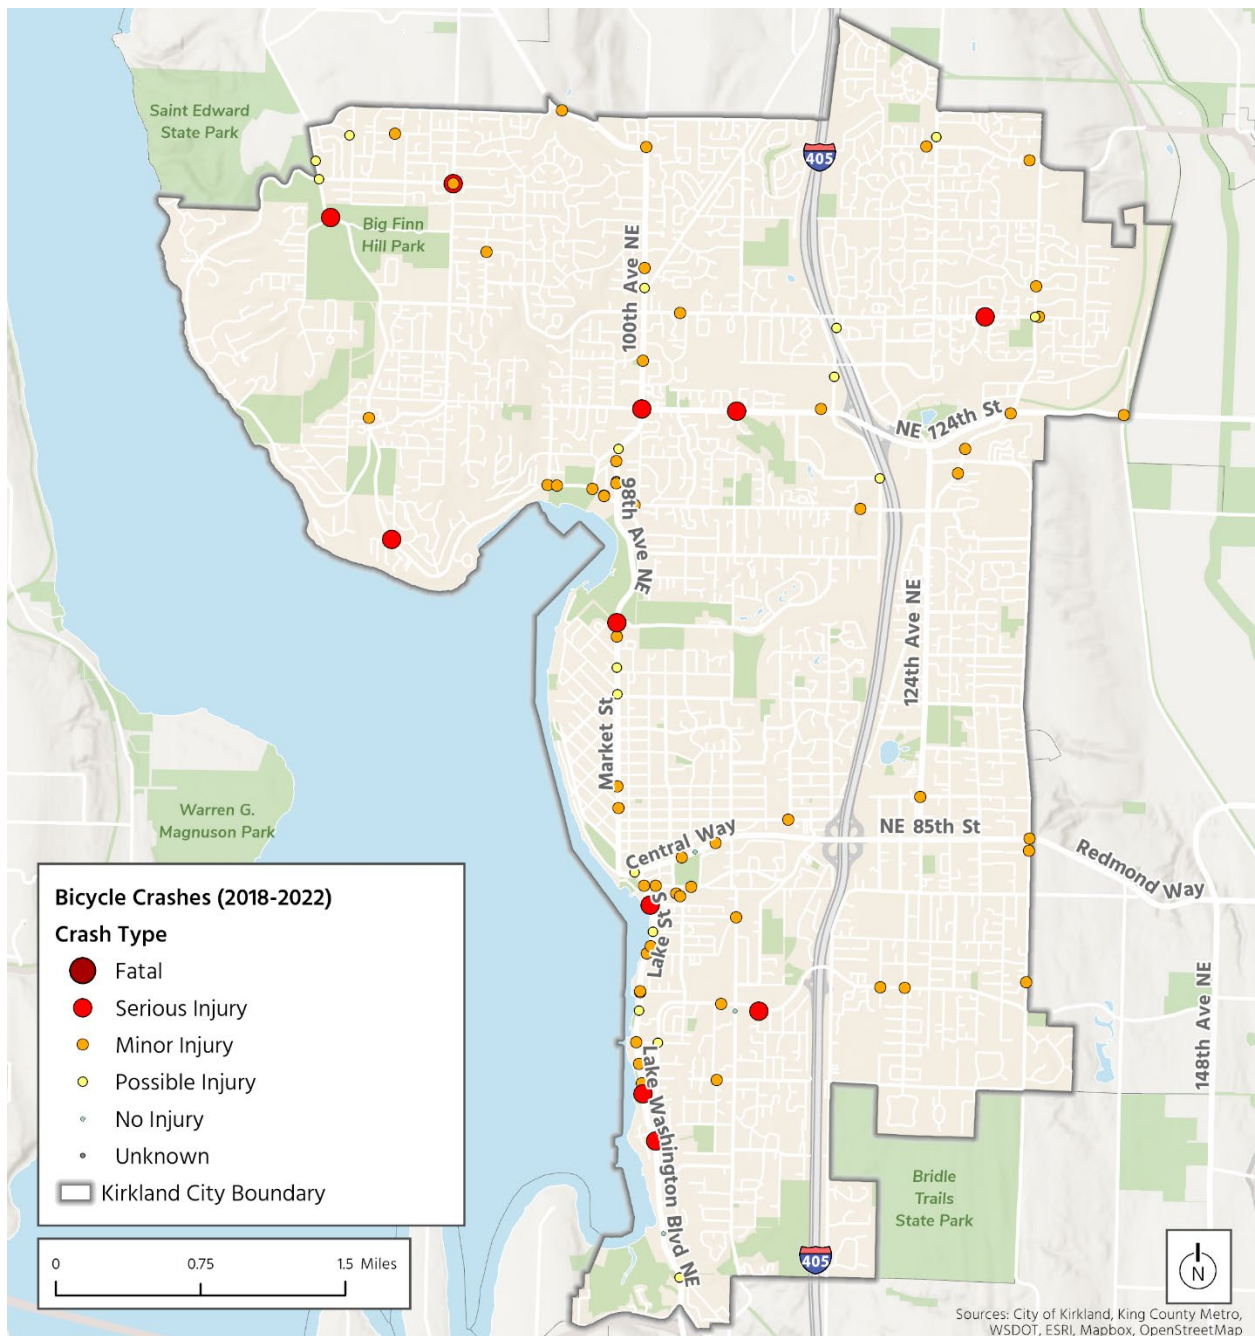 Saint Edward
State Park
405
Big Finn
Hill Park
100th Ave NE
NE 124th St
98th Ave NE
124th Ave NE
Market St
Warren G.
Magnuson Park
Central Way
NE 85th St
Redmond Way
Lake St S
148th Ave NE
Lake Washington Blvd NE
Bridle
Trails
State Park
405
Bicycle Crashes (2018-2022)
Crash Type
Fatal
Serious Injury
Minor Injury
Possible Injury
No Injury
Unknown
Kirkland City Boundary
0 0.75 1.5 Miles
N
Sources: City of Kirkland, King County Metro,
WSDOT, ESRI, Mapbox, OpenStreetMap